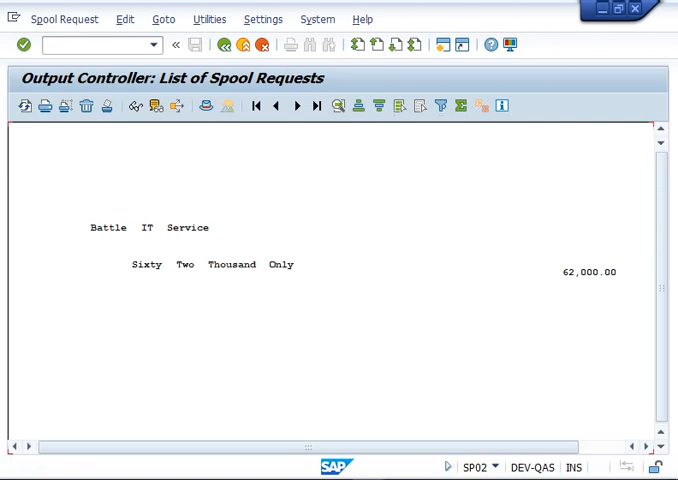 Spool Request Edit Goto Utilities Settings System Help
Output Controller: List of Spool Requests
Battle IT Service
Sixty Two Thousand Only
62,000.00
SAP SP02 DEV-QAS INS